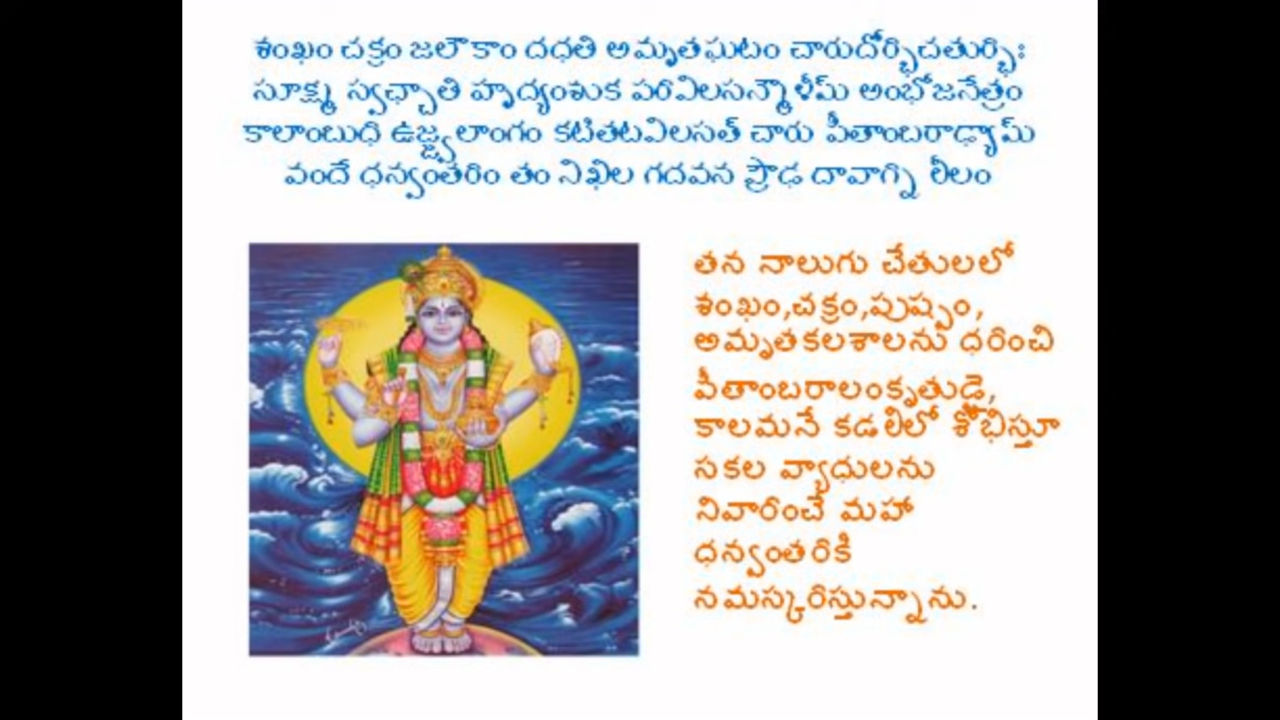 శంఖం చక్రం జలౌకాం దధతి అమృతఘటం చారుదోర్భిచతుర్భిః
సూక్ష్మ స్వఛ్ఛాతి హృద్యంశుక పరివిలసన్మౌళిమ్ అంభోజనేత్రం
కాలాంబుధి ఉజ్జ్వలాంగం కటితటవిలసత్ చారు పీతాంబరాఢ్యామ్
వందే ధన్వంతరిం తం నిఖిల గదవన ప్రౌఢ దావాగ్ని లీలం
తన నాలుగు చేతులలో
శంఖం,చక్రం,పుష్పం,
అమృతకలశాలను ధరించి
పీతాంబరాలంకృతుడై,
కాలమనే కడలిలో శోభిస్తూ
సకల వ్యాధులను
నివారించే మహా
ధన్వంతరికి
నమస్కరిస్తున్నాను.